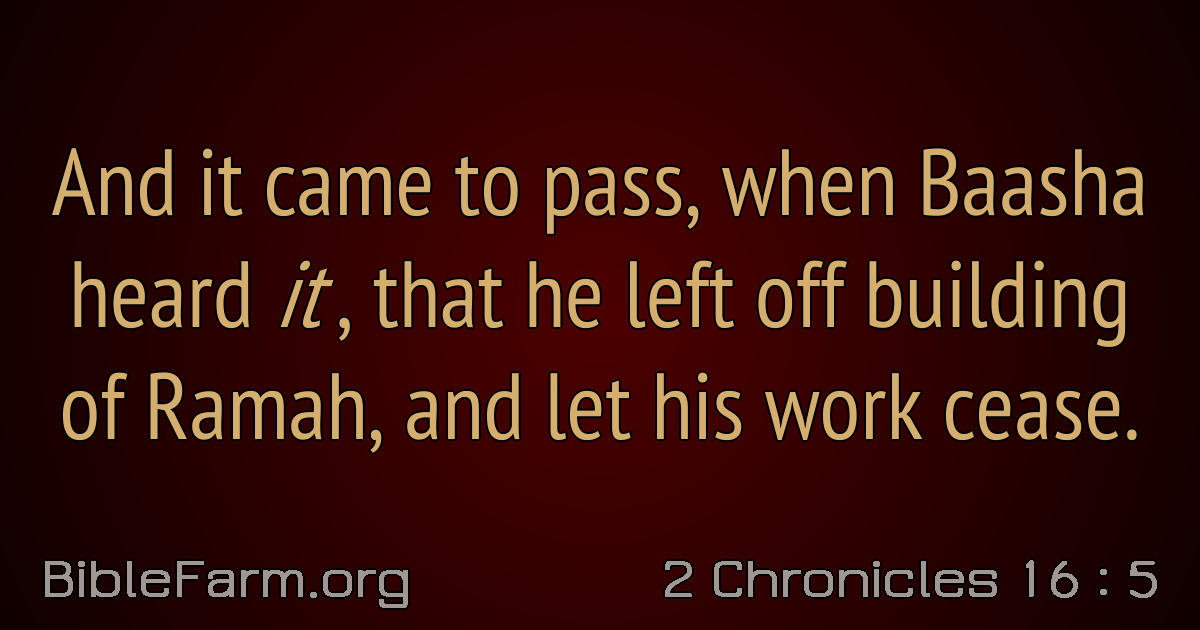 And it came to pass, when Baasha
heard it, that he left off building
of Ramah, and let his work cease.
BibleFarm.org
2 Chronicles 16 : 5